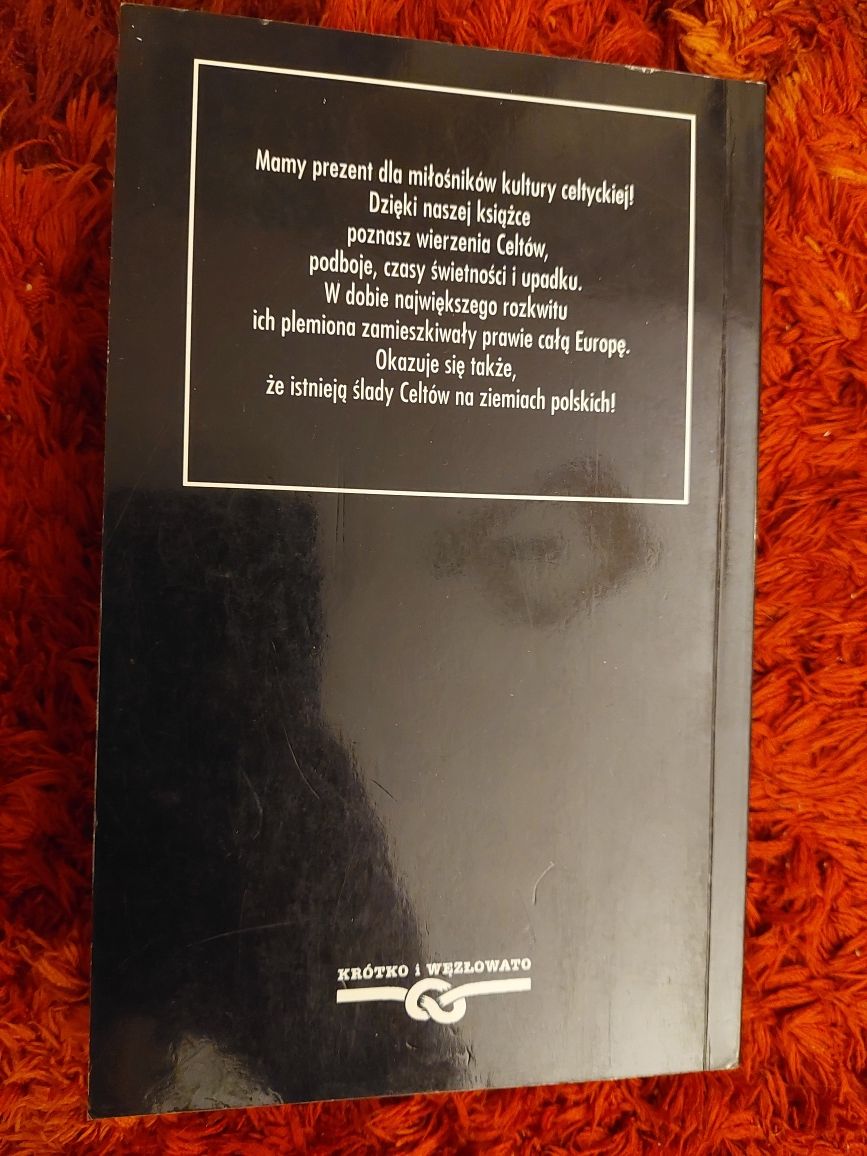 Mamy prezent dla miłośników kultury celtyckiej!
Dzięki naszej książce
poznasz wierzenia Celtów,
podboje, czasy świetności i upadku.
W dobie największego rozkwitu
ich plemiona zamieszkiwały prawie całą Europę.
Okazuje się także,
że istnieją ślady Celtów na ziemiach polskich!
KRÓTKO i WĘZŁOWATO